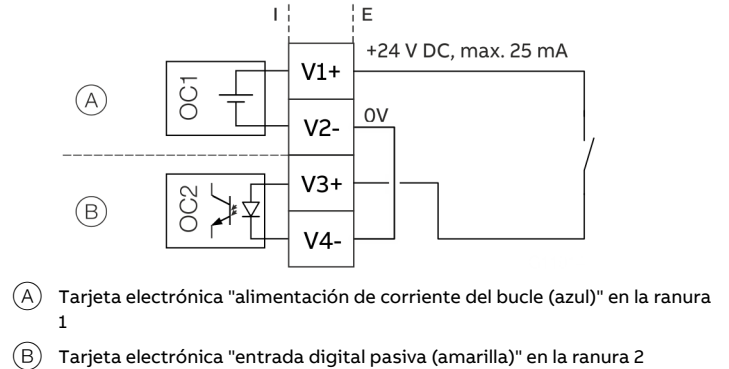 I E
+24 V DC, max. 25 mA
V1+
OC1
A
0V
V2-
V3+
OC2
B
V4-
A Tarjeta electrónica "alimentación de corriente del bucle (azul)" en la ranura
1
B Tarjeta electrónica "entrada digital pasiva (amarilla)" en la ranura 2